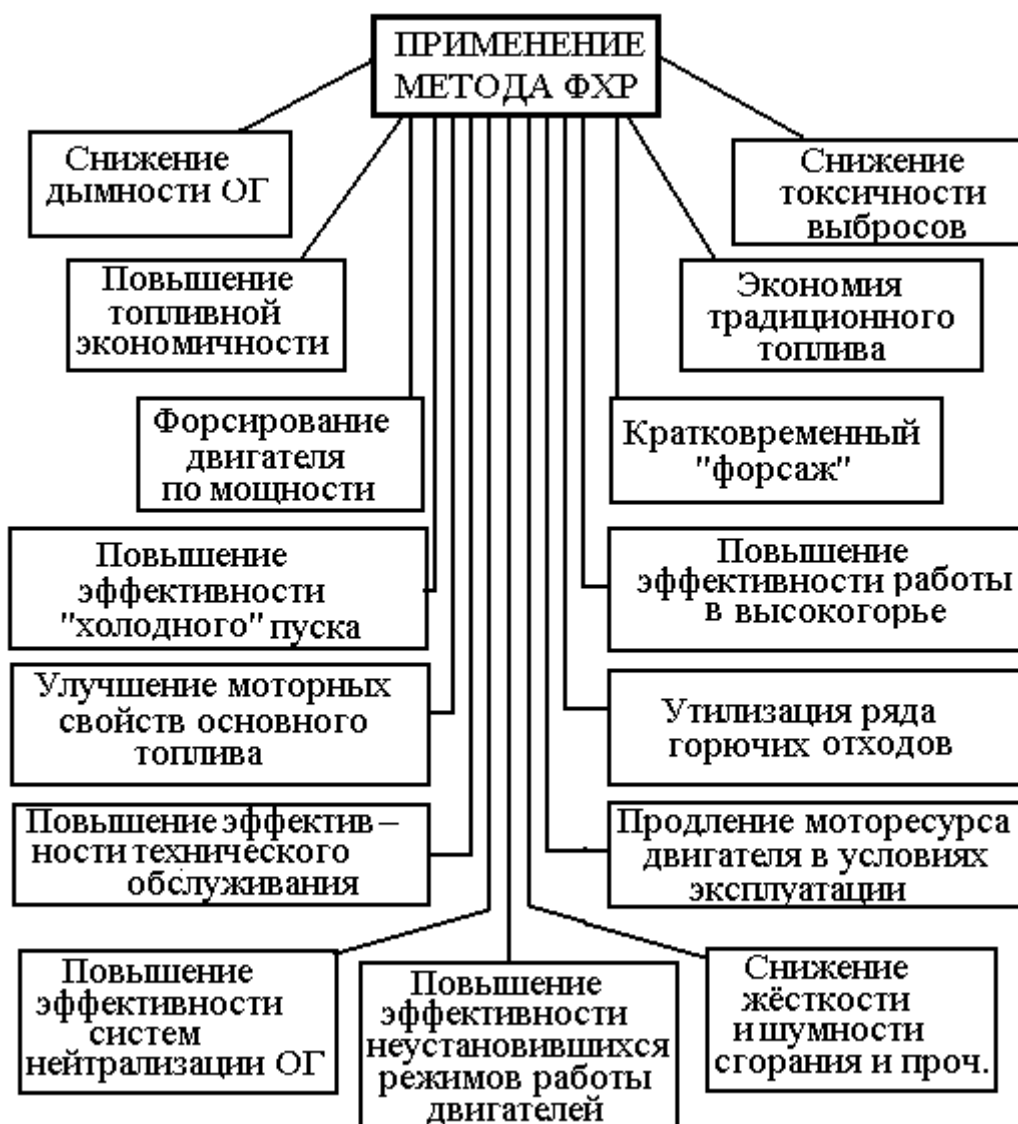 ПРИМЕНЕНИЕ
МЕТОДА ФХР
Снижение
дымности ОГ
Снижение
токсичности
выбросов
Повышение
топливной
экономичности
Экономия
традиционного
топлива
Форсирование
двигателя
по мощности
Кратковременный
"форсаж"
Повышение
эффективности
"холодного" пуска
Повышение
эффективности работы
в высокогорье
Улучшение моторных
свойств основного
топлива
Утилизация ряда
горючих отходов
Повышение эффектив –
ности технического
обслуживания
Продление моторесурса
двигателя в условиях
эксплуатации
Повышение
эффективности
систем
нейтрализации ОГ
Повышение
эффективности
неустановившихся
режимов работы
двигателей
Снижение
жёсткости
и шумности
сгорания и проч.